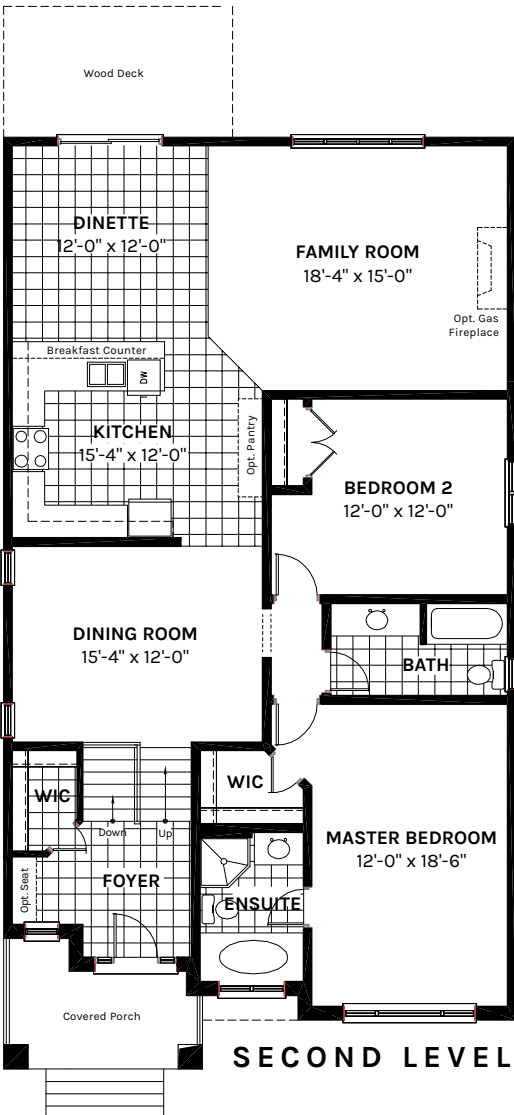 Wood Deck
DINETTE
12'-0" x 12'-0"
FAMILY ROOM
18'-4" x 15'-0"
Opt. Gas
Fireplace
Breakfast Counter
DW
KITCHEN
15'-4" x 12'-0"
Opt. Pantry
BEDROOM 2
12'-0" x 12'-0"
DINING ROOM
15'-4" x 12'-0"
BATH
WIC
WIC
Down
Up
MASTER BEDROOM
12'-0" x 18'-6"
FOYER
Opt. Seat
ENSUITE
Covered Porch
SECOND LEVEL